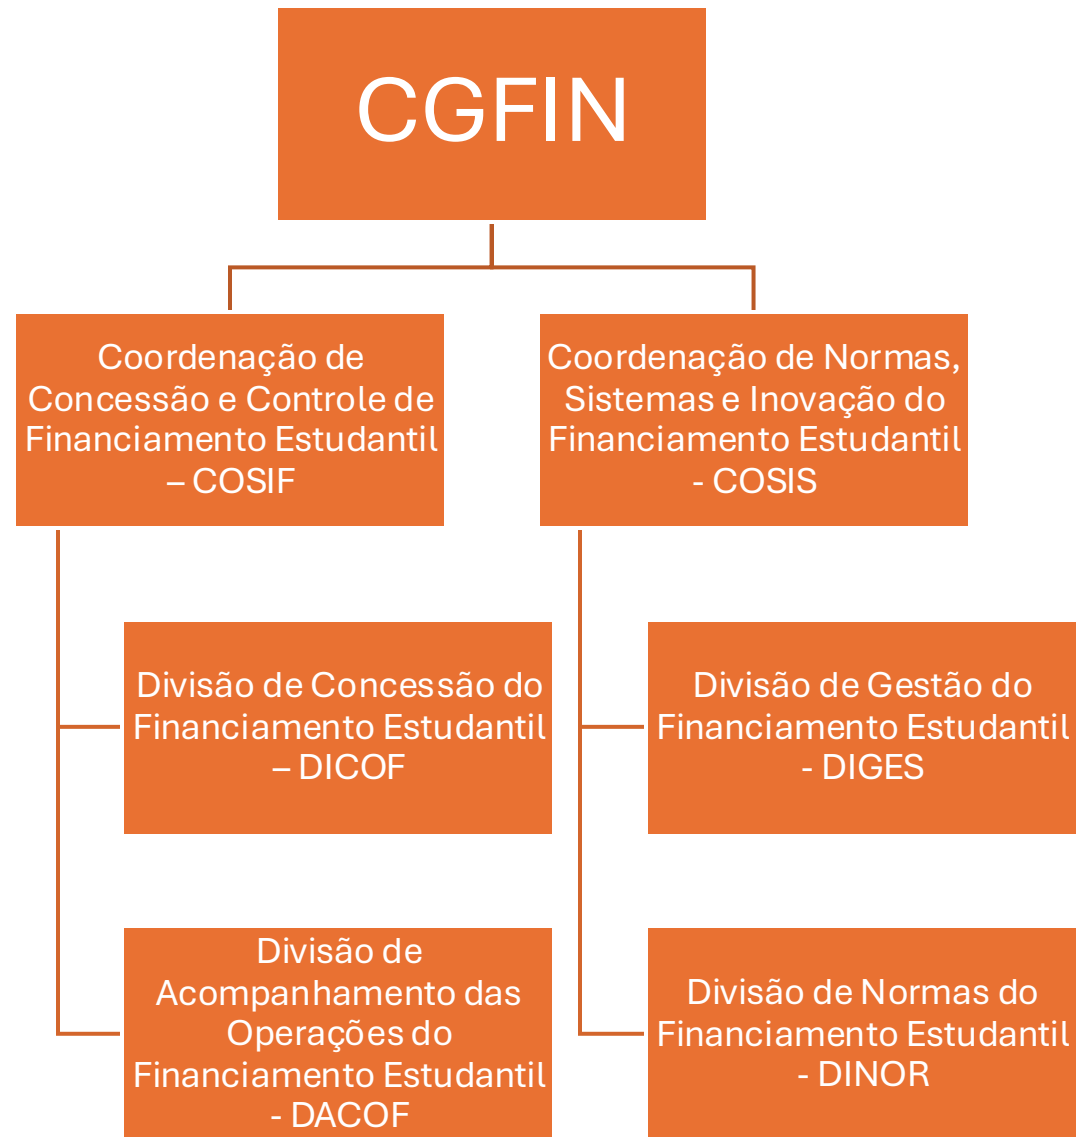 CGFIN
Coordenação de
Concessão e Controle de
Financiamento Estudantil
– COSIF
Coordenação de Normas,
Sistemas e Inovação do
Financiamento Estudantil
- COSIS
Divisão de Concessão do
Financiamento Estudantil
– DICOF
Divisão de Gestão do
Financiamento Estudantil
- DIGES
Divisão de
Acompanhamento das
Operações do
Financiamento Estudantil
- DACOF
Divisão de Normas do
Financiamento Estudantil
- DINOR